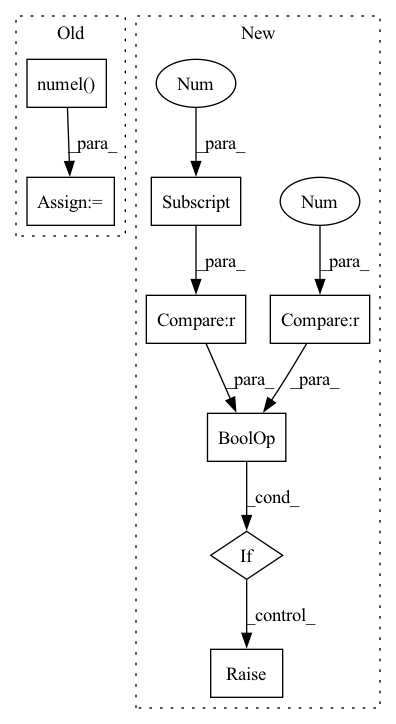 Old
New
numel()
Num
_para_
_para_
Assign:=
Subscript
Num
_para_
_para_
Compare:r
Compare:r
_para_
_para_
BoolOp
_cond_
If
_control_
Raise